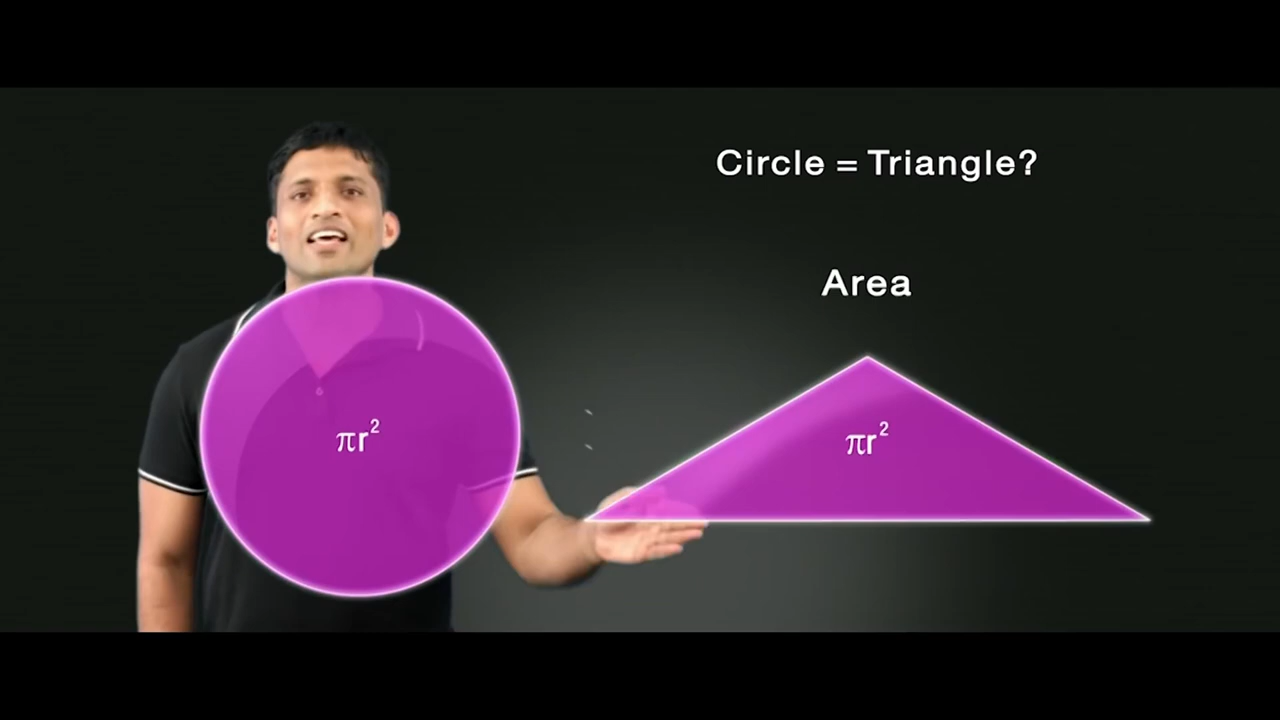 Circle = Triangle?
Area
πr²
πr²